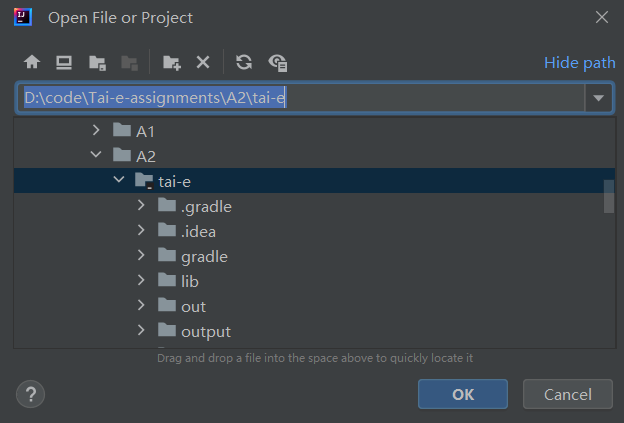 Open File or Project
Hide path
D:\code\Tai-e-assignments\A2\tai-e
A1
A2
tai-e
.gradle
.idea
gradle
lib
out
output
Drag and drop a file into the space above to quickly locate it
?
OK
Cancel